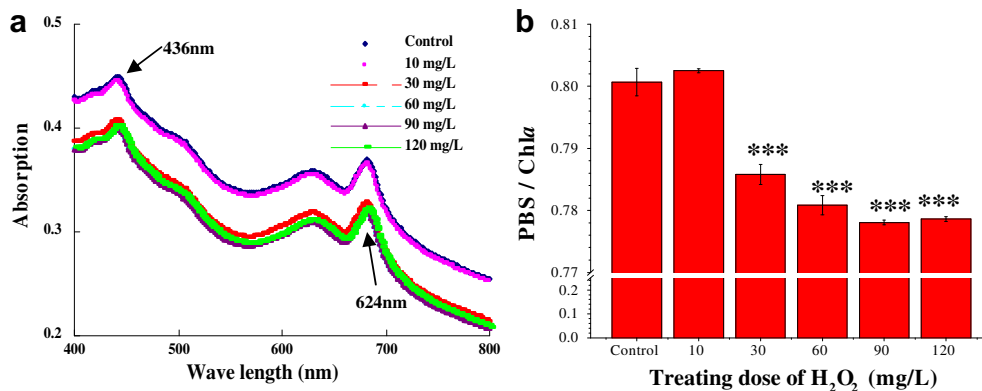 a
0.5
0.4
0.3
0.2
Absorption
436nm
624nm
Control
10 mg/L
30 mg/L
60 mg/L
90 mg/L
120 mg/L
400 500 600 700 800
Wave length (nm)
b
0.81
0.80
0.79
0.78
0.77
0.2
0.1
0.0
PBS / Chla
***
***
*** ***
Control 10 30 60 90 120
Treating dose of H₂O₂ (mg/L)